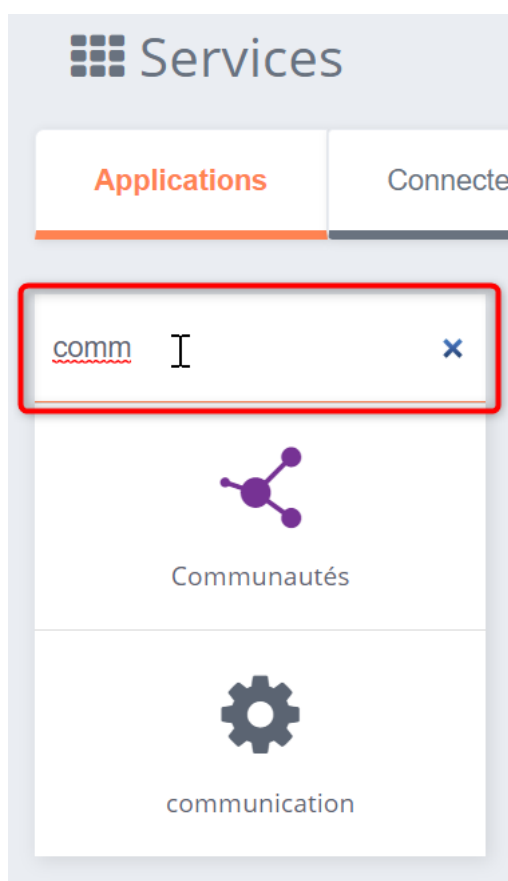 Services
Applications Connecte
comm
Communautés
communication